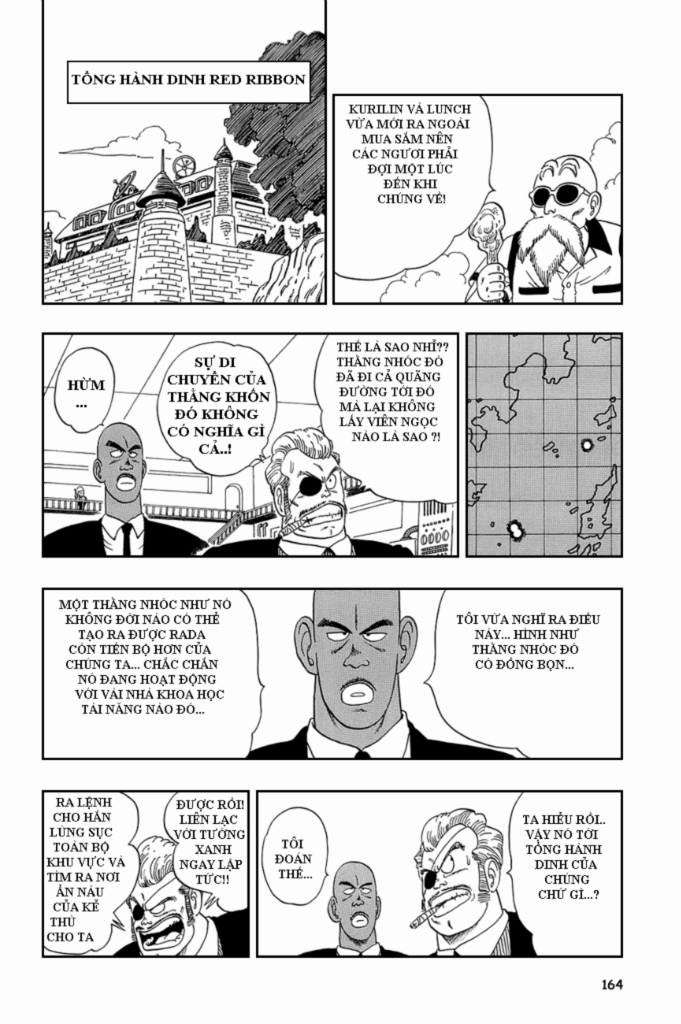 KURILIN VÀ LUNCH
VỪA MỚI RA NGOÀI
MUA SẮM NÊN
CÁC NGƯƠI PHẢI
ĐỢI MỘT LÚC
ĐẾN KHI
CHÚNG VỀ!
TỔNG HÀNH DINH RED RIBBON
THẾ LÀ SAO NHỈ??
THẰNG NHÓC ĐÓ
ĐÃ ĐI CẢ QUÃNG
ĐƯỜNG TỚI ĐÓ
MÀ LẠI KHÔNG
LẤY VIÊN NGỌC
NÀO LÀ SAO ?!
SỰ DI
CHUYỂN CỦA
THẰNG KHỐN
ĐÓ KHÔNG
CÓ NGHĨA GÌ
CẢ..!
HỪM
...
TÔI VỪA NGHĨ RA ĐIỀU
NÀY... HÌNH NHƯ
THẰNG NHÓC ĐÓ
CÓ ĐỒNG BỌN...
MỘT THẰNG NHÓC NHƯ NÓ
KHÔNG ĐỜI NÀO CÓ THỂ
TẠO RA ĐƯỢC RADA
CÒN TIẾN BỘ HƠN CỦA
CHÚNG TA... CHẮC CHẮN
NÓ ĐANG HOẠT ĐỘNG
VỚI VÀI NHÀ KHOA HỌC
TÀI NĂNG NÀO ĐÓ...
TA HIỂU RỒI..
VẬY NÓ TỚI
TỔNG HÀNH
DINH CỦA
CHÚNG
CHỨ GÌ...?
TÔI
ĐOÁN
THẾ...
ĐƯỢC RỒI!
LIÊN LẠC
VỚI TƯỚNG
XANH
NGAY LẬP
TỨC!!
RA LỆNH
CHO HẮN
LÙNG SỤC
TOÀN BỘ
KHU VỰC VÀ
TÌM RA NƠI
ẨN NÁU
CỦA KẺ
THÙ
CHO TA
164